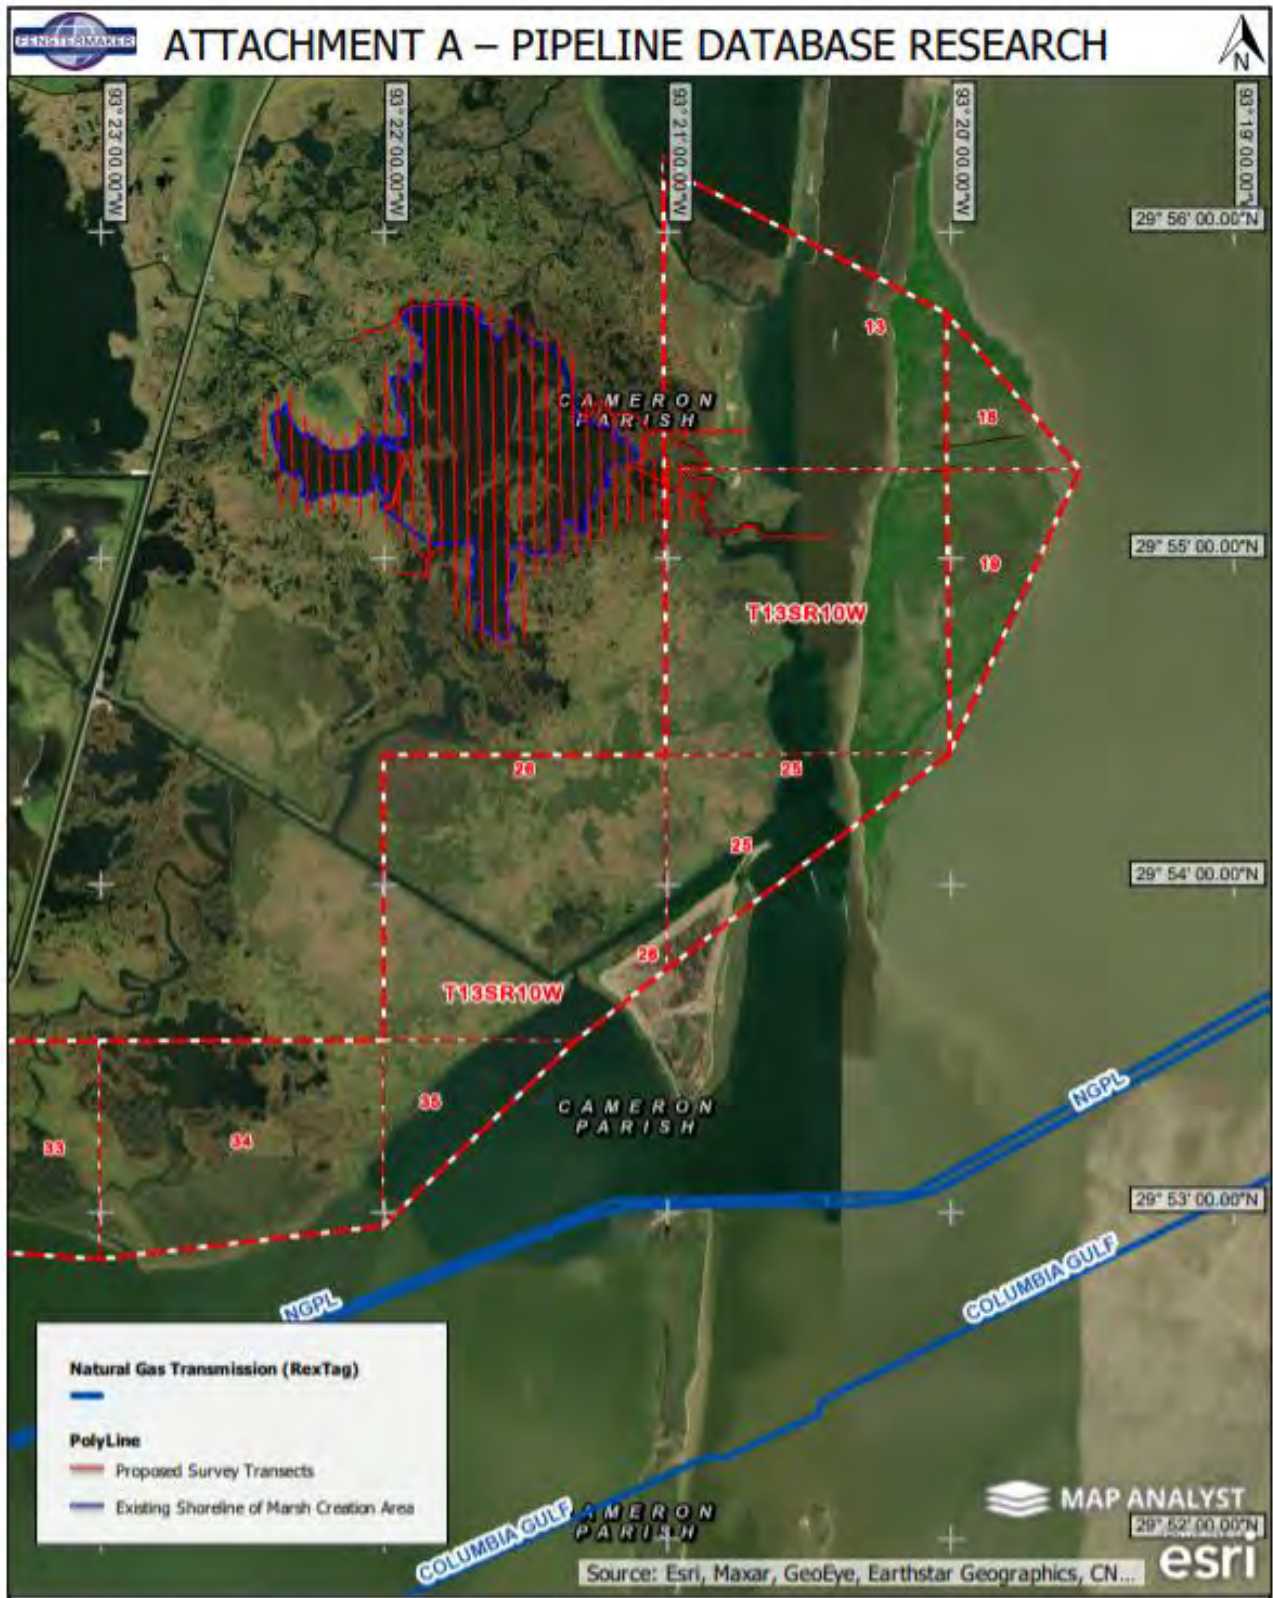 FENSTERMAKER
ATTACHMENT A – PIPELINE DATABASE RESEARCH
N
93° 23' 00.00"W
93° 22' 00.00"W
93° 21' 00.00"W
93° 20' 00.00"W
93° 19' 00.00"W
29° 56' 00.00"N
13
CAMERON
PARISH
18
29° 55' 00.00"N
19
T13SR10W
26
25
25
29° 54' 00.00"N
26
T13SR10W
35
CAMERON
PARISH
NGPL
34
33
29° 53' 00.00"N
COLUMBIA GULF
NGPL
Natural Gas Transmission (RexTag)
PolyLine
Proposed Survey Transects
Existing Shoreline of Marsh Creation Area
MAP ANALYST
COLUMBIA GULF
AMERON
PARISH
29° 52' 00.00"N
esri
Source: Esri, Maxar, GeoEye, Earthstar Geographics, CN...